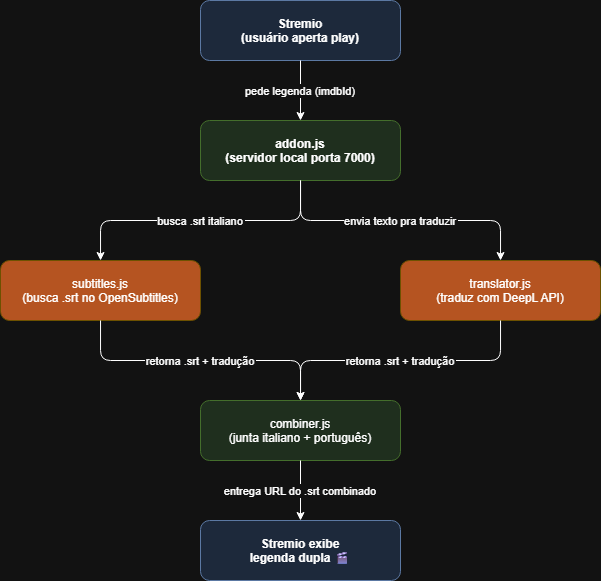 Stremio
(usuário aperta play)
pede legenda (imdbId)
addon.js
(servidor local porta 7000)
busca .srt italiano
envia texto pra traduzir
subtitles.js
(busca .srt no OpenSubtitles)
translator.js
(traduz com DeepL API)
retorna .srt + tradução
retorna .srt + tradução
combiner.js
(junta italiano + português)
entrega URL do .srt combinado
Stremio exibe
legenda dupla 🎬